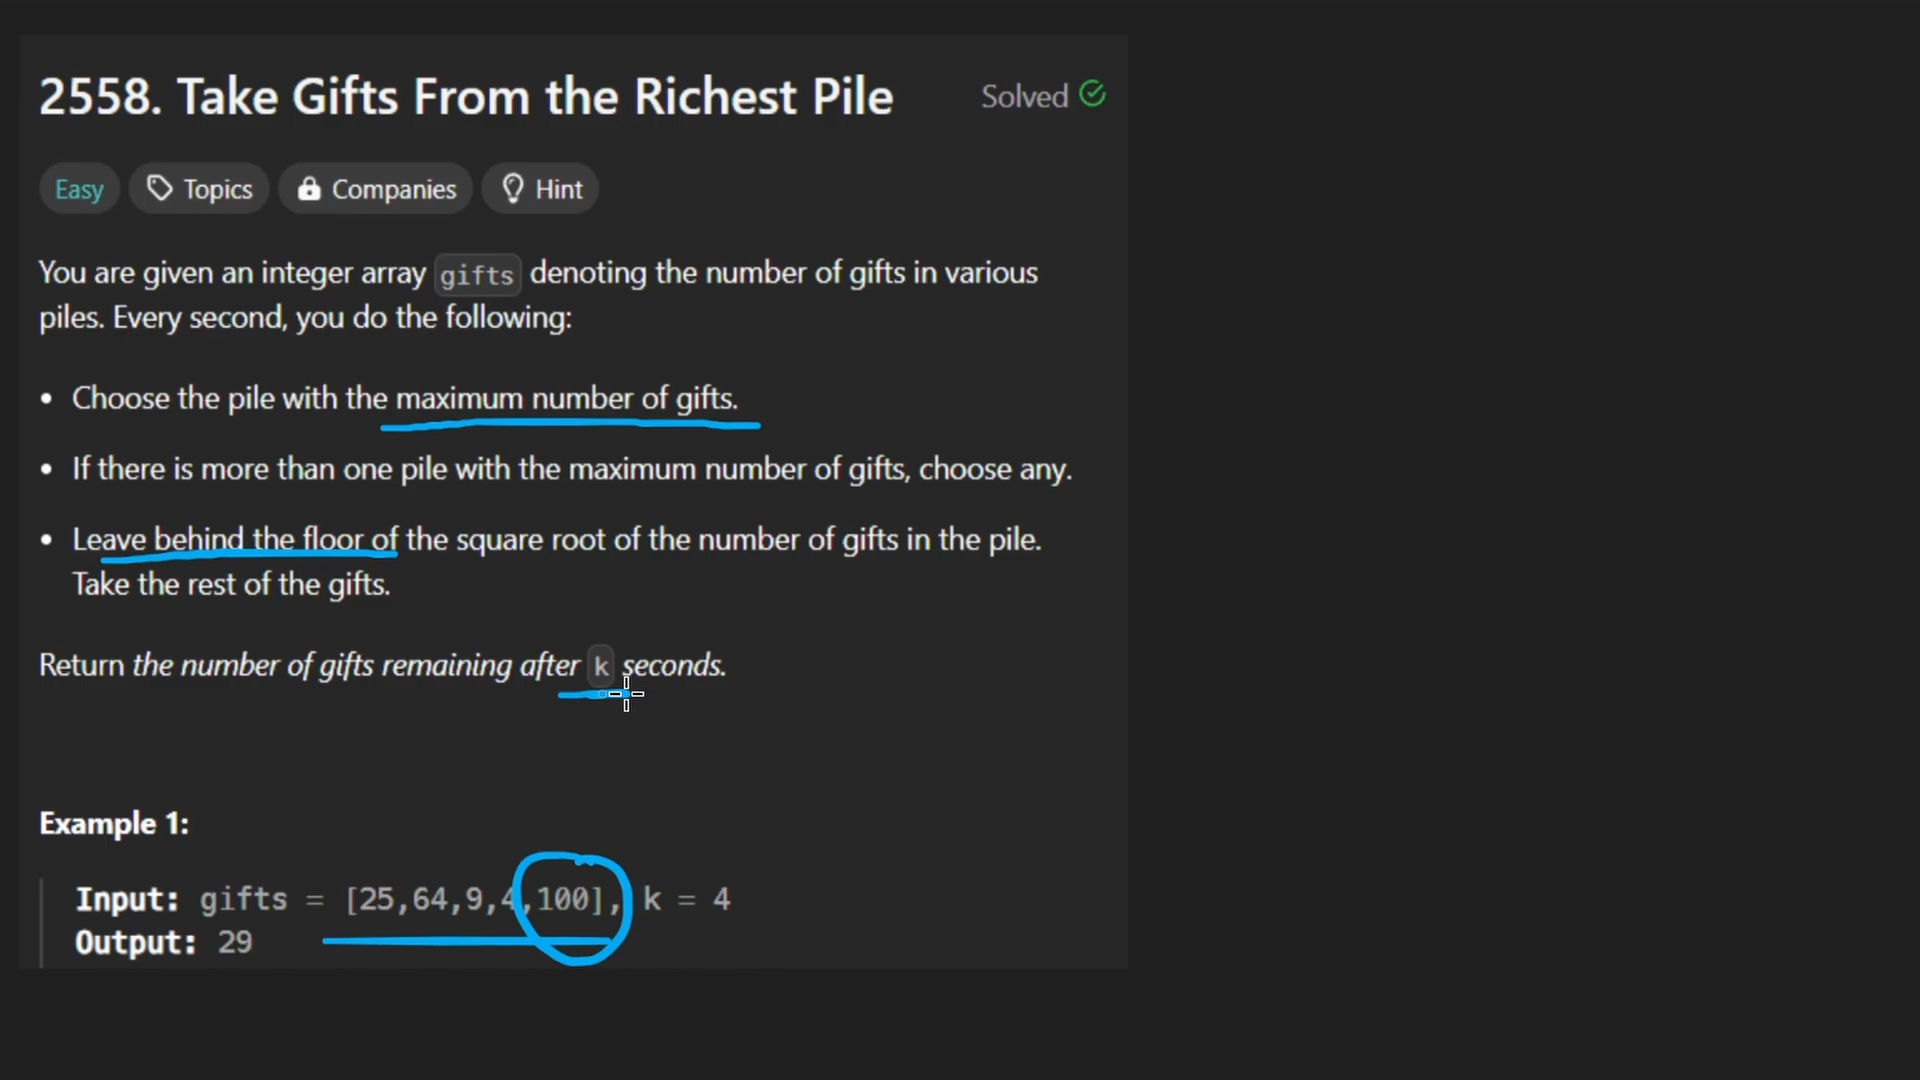 2558. Take Gifts From the Richest Pile
Solved
Easy
Topics
Companies
Hint
You are given an integer array gifts denoting the number of gifts in various
piles. Every second, you do the following:
• Choose the pile with the maximum number of gifts.
• If there is more than one pile with the maximum number of gifts, choose any.
• Leave behind the floor of the square root of the number of gifts in the pile.
Take the rest of the gifts.
Return the number of gifts remaining after k seconds.
Example 1:
Input: gifts = [25,64,9,4,100], k = 4
Output: 29